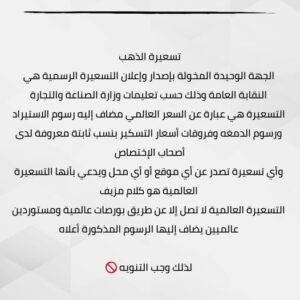 تسعيرة الذهب
الجهة الوحيدة المخولة بإصدار وإعلان التسعيرة الرسمية هي
النقابة العامة وذلك حسب تعليمات وزارة الصناعة والتجارة
التسعيرة هي عبارة عن السعر العالمي مضاف إليه رسوم الاستيراد
ورسوم الدمغه وفروقات أسعار التسكير بنسب ثابتة معروفة لدى
أصحاب الإختصاص
وأي تسعيرة تصدر عن أي موقع أو أي محل ويدعي بأنها التسعيرة
العالمية هو كلام مزيف
التسعيرة العالمية لا تصل إلا عن طريق بورصات عالمية ومستوردين
عالميين يضاف إليها الرسوم المذكورة أعلاه
لذلك وجب التنويه 🚫